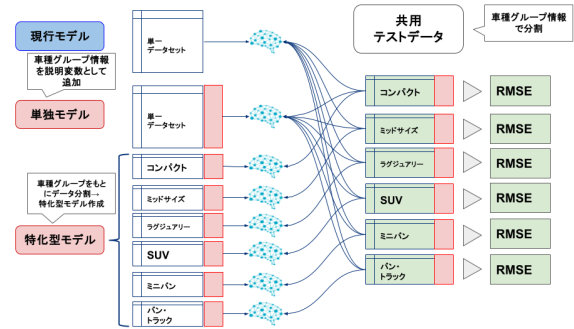 現行モデル
車種グループ情報
を説明変数として
追加
単独モデル
車種グループをもと
にデータ分割→
特化型モデル作成
特化型モデル
単一
データセット
単一
データセット
コンパクト
ミッドサイズ
ラグジュアリー
SUV
ミニバン
バン・
トラック
共用
テストデータ
車種グループ情報
で分割
コンパクト
RMSE
ミッドサイズ
RMSE
ラグジュアリー
RMSE
SUV
RMSE
ミニバン
RMSE
バン・
トラック
RMSE